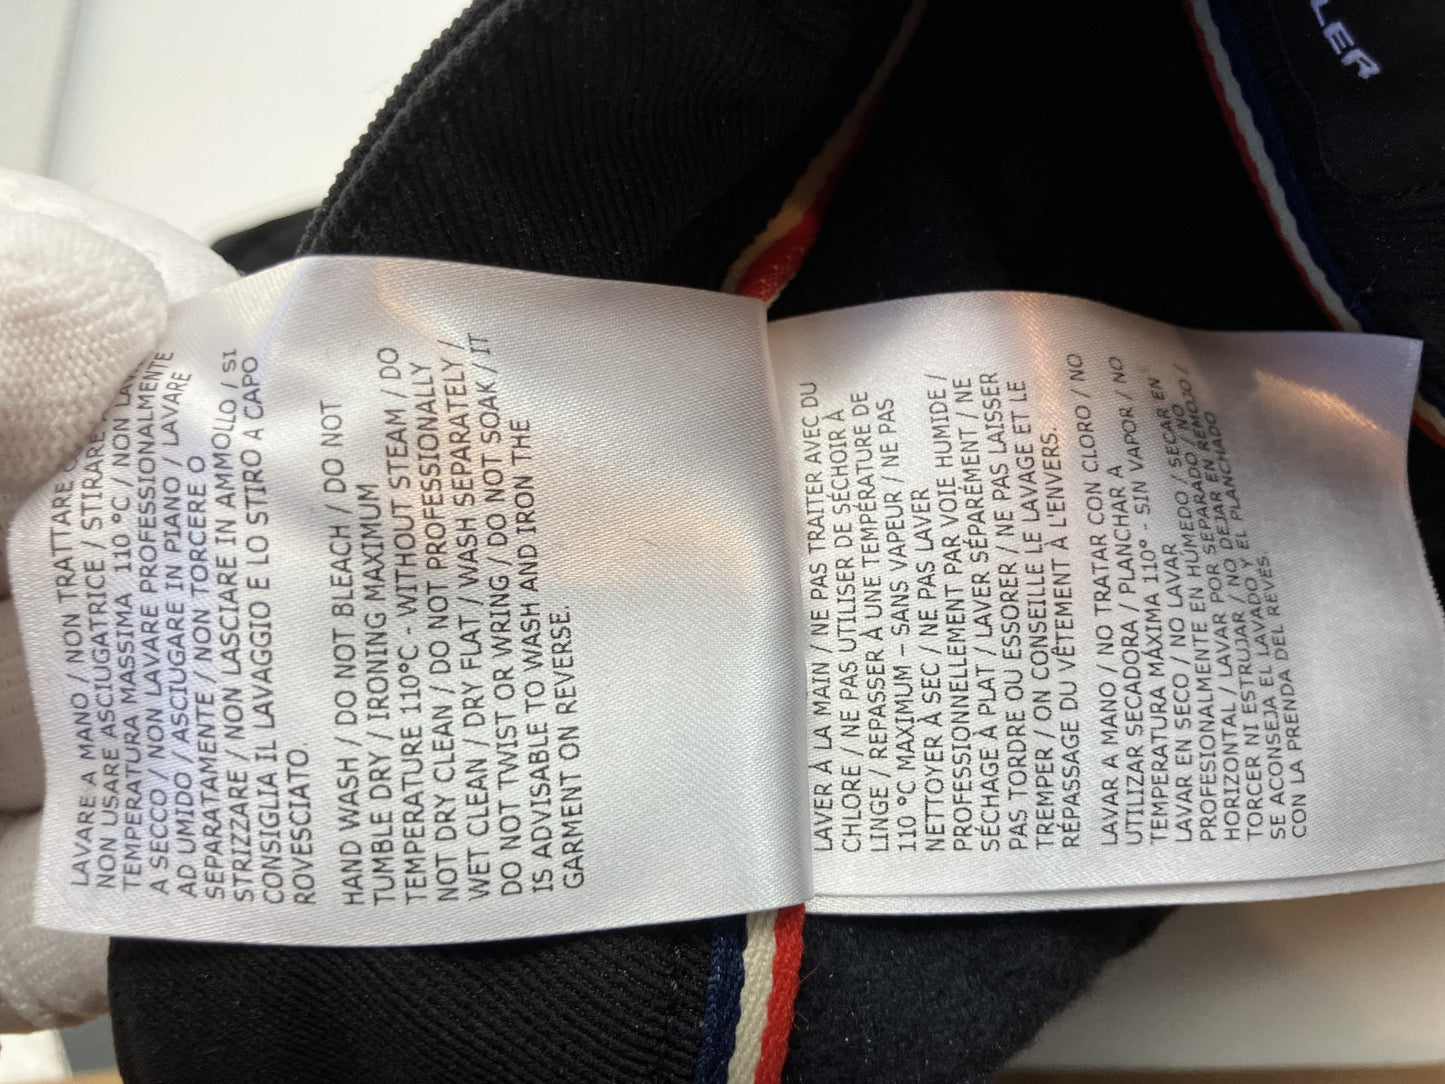 LAVARE A MANO / NON TRATTARE
NON USARE ASCIUGATRICE / STIRARE
TEMPERATURA MASSIMA 110 °C / NON
A SECCO / NON LAVARE PROFESSIONALMENTE
AD UMIDO / ASCIUGARE IN PIANO / LAVARE
SEPARATAMENTE / NON TORCERE O
STRIZZARE / NON LASCIARE IN AMMOLLO / SI
CONSIGLIA IL LAVAGGIO E LO STIRO A CAPO
ROVESCIATO
HAND WASH / DO NOT BLEACH / DO NOT
TUMBLE DRY / IRONING MAXIMUM
TEMPERATURE 110°C - WITHOUT STEAM / DO
NOT DRY CLEAN / DO NOT PROFESSIONALLY
WET CLEAN / DRY FLAT / WASH SEPARATELY /
DO NOT TWIST OR WRING / DO NOT SOAK / IT
IS ADVISABLE TO WASH AND IRON THE
GARMENT ON REVERSE.
LAVER À LA MAIN / NE PAS TRAITER AVEC DU
CHLORE / NE PAS UTILISER DE SÉCHOIR À
LINGE / REPASSER À UNE TEMPÉRATURE DE
110 °C MAXIMUM – SANS VAPEUR / NE PAS
NETTOYER À SEC / NE PAS LAVER
PROFESSIONNELLEMENT PAR VOIE HUMIDE /
SÉCHAGE À PLAT / LAVER SÉPARÉMENT / NE
PAS TORDRE OU ESSORER / NE PAS LAISSER
TREMPER / ON CONSEILLE LE LAVAGE ET LE
RÉPASSAGE DU VÊTEMENT À L'ENVERS.
LAVAR A MANO / NO TRATAR CON CLORO / NO
UTILIZAR SECADORA / PLANCHAR A
TEMPERATURA MÁXIMA 110° - SIN VAPOR / NO
LAVAR EN SECO / NO LAVAR
PROFESIONALMENTE EN HÚMEDO / SECAR EN
HORIZONTAL / LAVAR POR SEPARADO / NO
TORCER NI ESTRUJAR / NO DEJAR EN REMOJO /
SE ACONSEJA EL LAVADO Y EL PLANCHADO
CON LA PRENDA DEL REVÉS.
LER